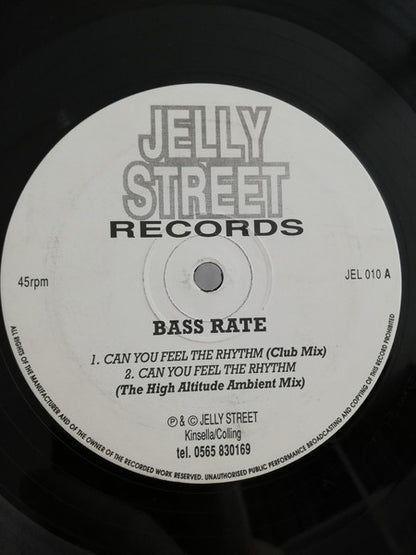 JELLY
STREET
RECORDS
45rpm
JEL 010 A
BASS RATE
1. CAN YOU FEEL THE RHYTHM (Club Mix)
2. CAN YOU FEEL THE RHYTHM
(The High Altitude Ambient Mix)
℗ & © JELLY STREET
Kinsella/Colling
tel. 0565 830169
ALL RIGHTS OF THE MANUFACTURER AND OF THE OWNER OF THE RECORDED WORK RESERVED. UNAUTHORISED PUBLIC PERFORMANCE BROADCASTING AND COPYING OF THIS RECORD PROHIBITED